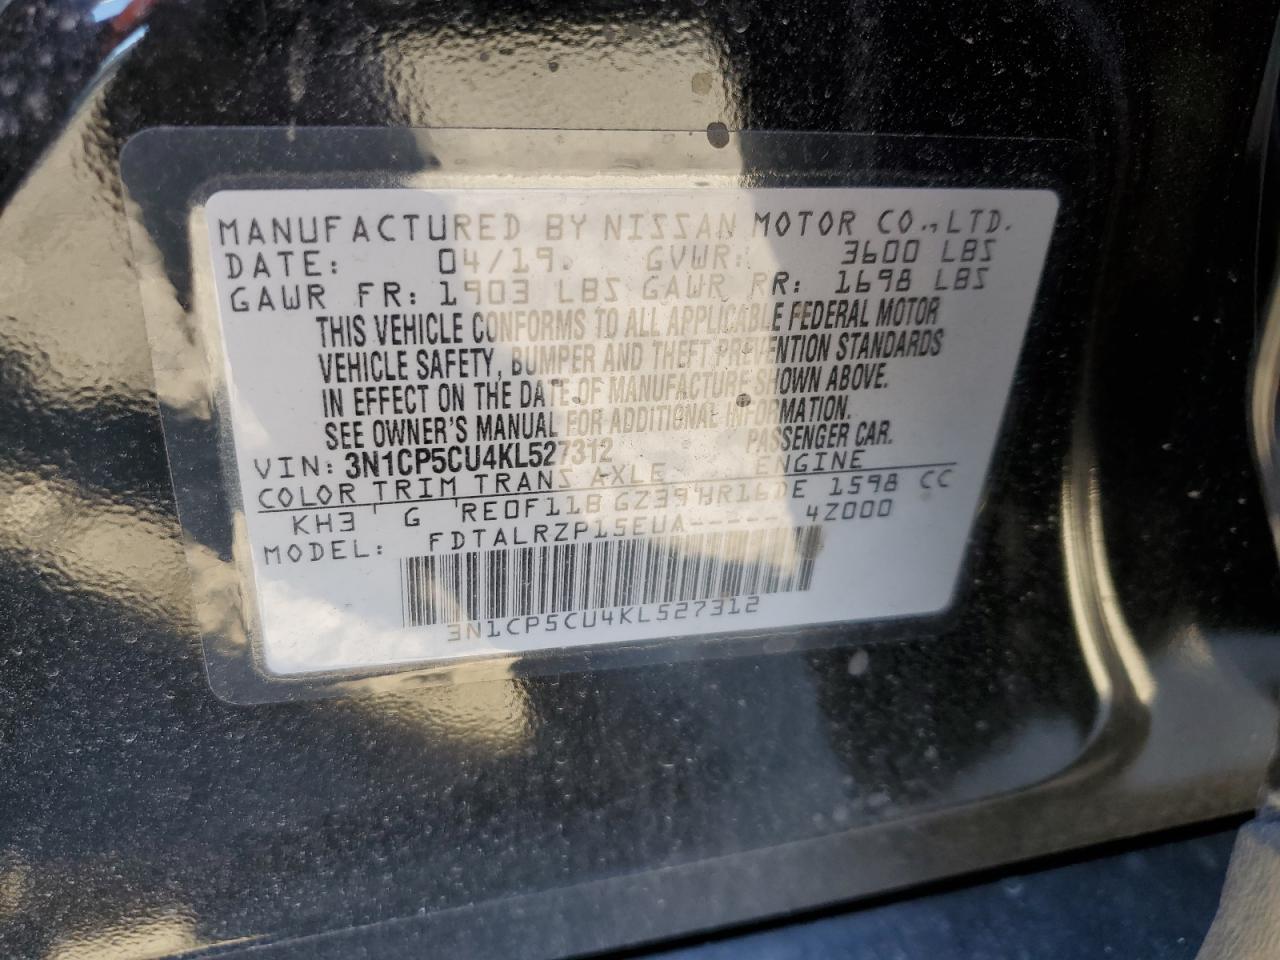 MANUFACTURED BY NISSAN MOTOR CO., LTD.
DATE: 04/19 GVWR: 3600 LBS
GAWR FR: 1903 LBS GAWR RR: 1698 LBS
THIS VEHICLE CONFORMS TO ALL APPLICABLE FEDERAL MOTOR
VEHICLE SAFETY, BUMPER AND THEFT PREVENTION STANDARDS
IN EFFECT ON THE DATE OF MANUFACTURE SHOWN ABOVE.
SEE OWNER'S MANUAL FOR ADDITIONAL INFORMATION.
VIN: 3N1CP5CU4KL527312 PASSENGER CAR.
COLOR TRIM TRANS AXLE ENGINE
KH3 G RE0F11B GZ39 HR16DE 1598 CC
MODEL: FDTALRZP15EUA----- 4Z000
3N1CP5CU4KL527312